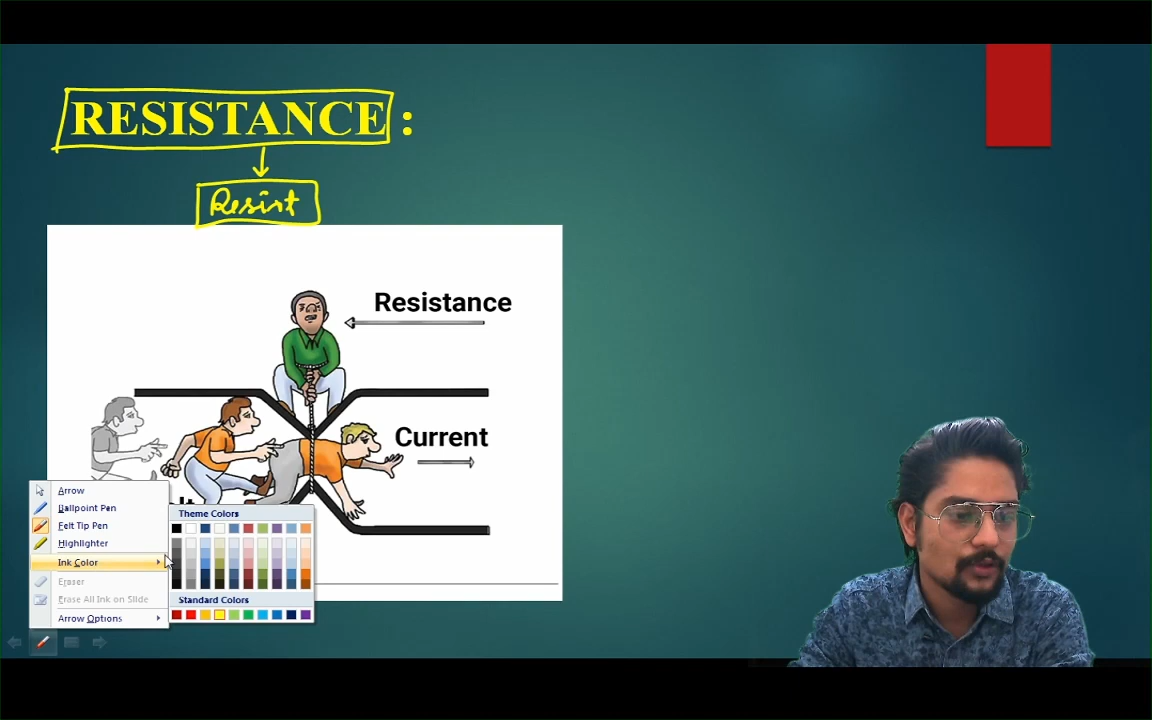 RESISTANCE :
Resist
Resistance
Current
Arrow
Ballpoint Pen
Felt Tip Pen
Highlighter
Ink Color
Eraser
Erase All Ink on Slide
Arrow Options
Theme Colors
Standard Colors